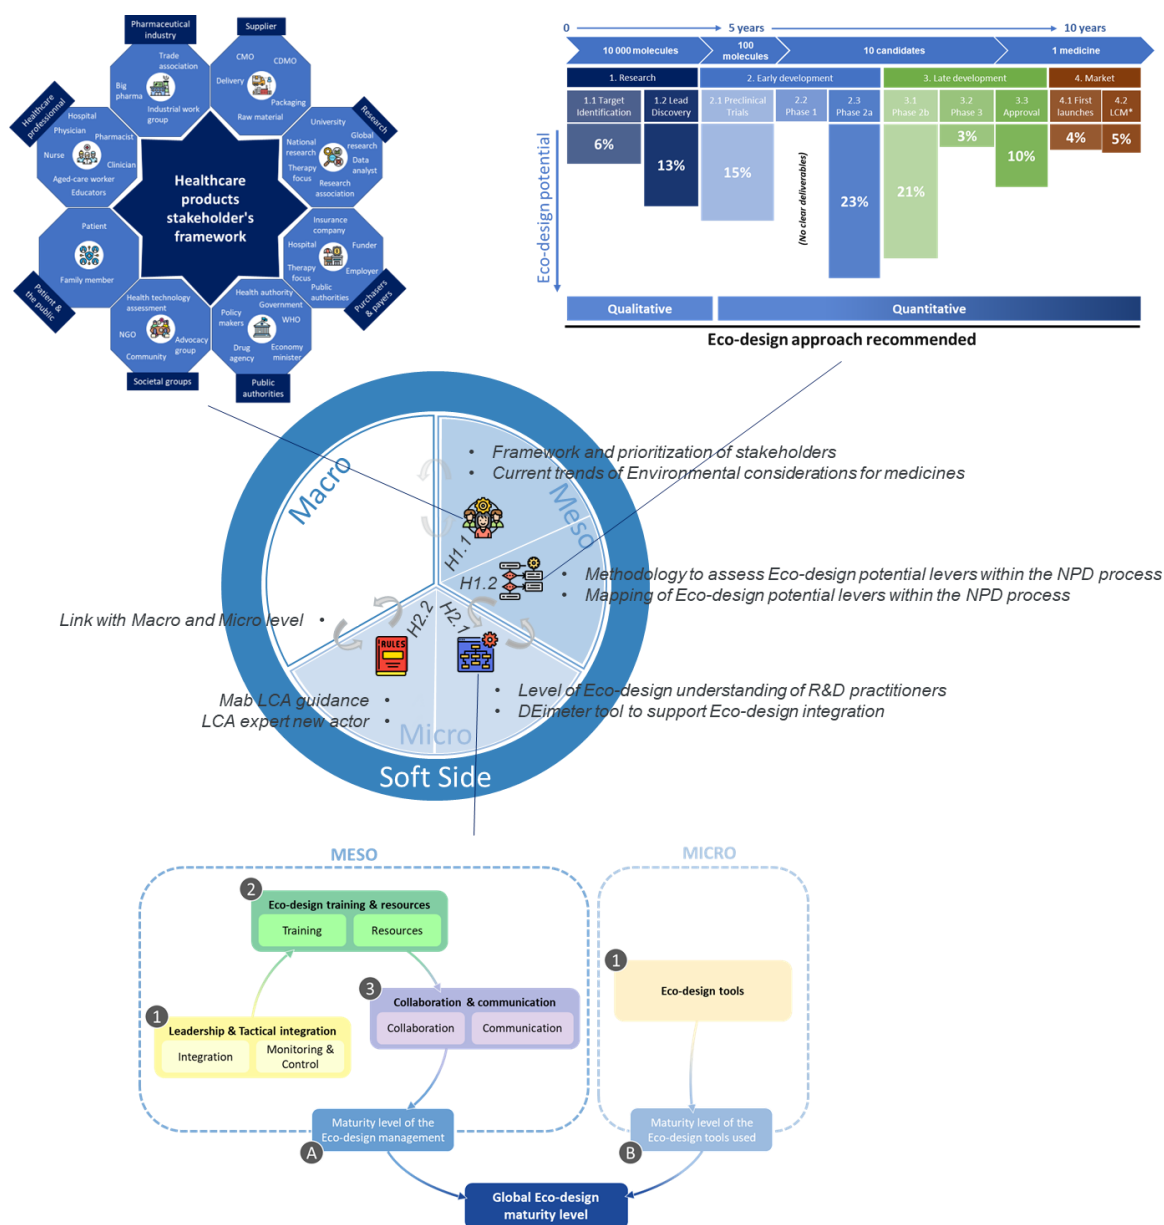 Pharmaceutical
industry
Supplier
Trade
association
Big
pharma
Industrial work
group
CMO
CDMO
Delivery
Packaging
Raw material
Healthcare
professionnal
Hospital
Physician
Pharmacist
Nurse
Clinician
Aged-care worker
Educators
Research
University
National
research
Global
research
Therapy
focus
Data
analyst
Research
association
Healthcare
products
stakeholder's
framework
Patient
Family member
Patient &
the public
Insurance
company
Hospital
Funder
Therapy
focus
Employer
Public
authorities
Purchasers
& payers
Health technology
assessment
NGO
Advocacy
group
Community
Societal groups
Health authority
Government
Policy
makers
WHO
Drug
agency
Economy
minister
Public
authorities
0
5 years
10 years
10 000 molecules
100
molecules
10 candidates
1 medicine
1. Research
2. Early development
3. Late development
4. Market
1.1 Target
Identification
1.2 Lead
Discovery
2.1 Preclinical
Trials
2.2
Phase 1
2.3
Phase 2a
3.1
Phase 2b
3.2
Phase 3
3.3
Approval
4.1 First
launches
4.2
LCM*
6%
13%
15%
(No clear deliverables)
23%
21%
3%
10%
4%
5%
Eco-design potential
Qualitative
Quantitative
Eco-design approach recommended
Macro
Meso
Micro
Soft Side
• Framework and prioritization of stakeholders
• Current trends of Environmental considerations for medicines
H1.1
H1.2
• Methodology to assess Eco-design potential levers within the NPD process
• Mapping of Eco-design potential levers within the NPD process
H2.2
H2.1
RULES
Link with Macro and Micro level •
Mab LCA guidance •
LCA expert new actor •
• Level of Eco-design understanding of R&D practitioners
• DEimeter tool to support Eco-design integration
MESO
MICRO
2
Eco-design training & resources
Training
Resources
3
Collaboration & communication
Collaboration
Communication
1
Leadership & Tactical integration
Integration
Monitoring &
Control
1
Eco-design tools
Maturity level of the
Eco-design management
A
Maturity level of the
Eco-design tools used
B
Global Eco-design
maturity level